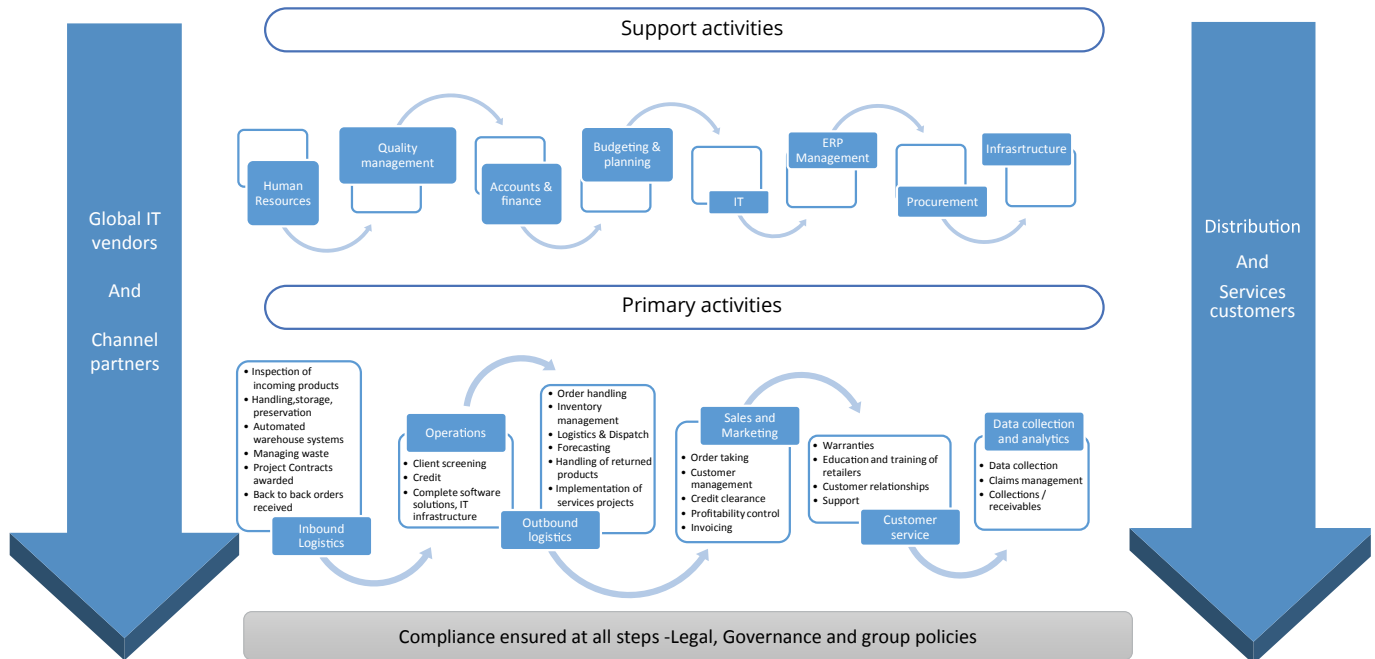 Support activities
Global IT
vendors
And
Channel
partners
Human
Resources
Quality
management
Accounts &
finance
Budgeting &
planning
IT
ERP
Management
Procurement
Infrasrtructure
Distribution
And
Services
customers
Primary activities
• Inspection of
incoming products
• Handling,storage,
preservation
• Automated
warehouse systems
• Managing waste
• Project Contracts
awarded
• Back to back orders
received
Inbound
Logistics
Operations
• Client screening
• Credit
• Complete software
solutions, IT
infrastructure
• Order handling
• Inventory
management
• Logistics & Dispatch
• Forecasting
• Handling of returned
products
• Implementation of
services projects
Outbound
logistics
Sales and
Marketing
• Order taking
• Customer
management
• Credit clearance
• Profitability control
• Invoicing
• Warranties
• Education and training of
retailers
• Customer relationships
• Support
Customer
service
Data collection
and analytics
• Data collection
• Claims management
• Collections /
receivables
Compliance ensured at all steps -Legal, Governance and group policies